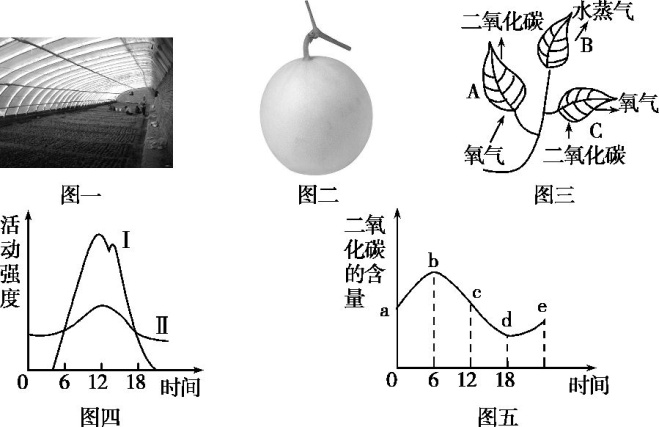 二氧化碳
水蒸气
A
B
氧气
C
氧气
二氧化碳
图一
图二
图三
活动强度
Ⅰ
Ⅱ
0
6
12
18
时间
图四
二氧化碳的含量
a
b
c
d
e
0
6
12
18
时间
图五